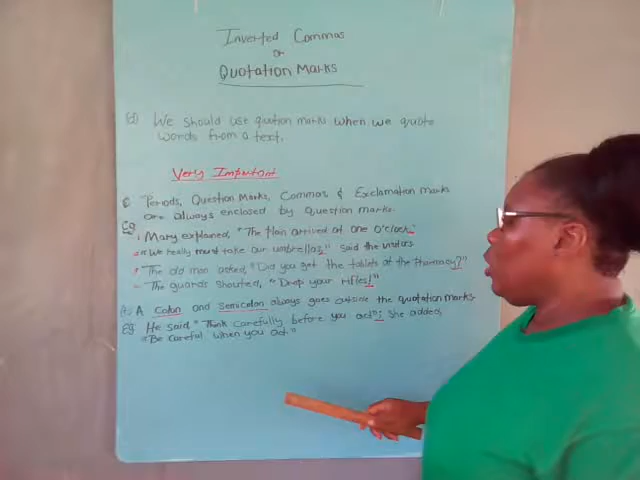 Inverted Commas
or
Quotation Marks
(d) We should use quotion marks when we quote
words from a text.
Very Important
Periods, Question Marks, Commas & Exclamation marks
are always enclosed by question marks.
Eg
Mary explained, "The plain arrived at one o'clock."
"We really must take our umbrellas," said the visitors
The old man asked, "Did you get the tablets at the Pharmacy?"
The guards shouted, "Drop your rifles!"
A Colon and Semicolon always goes outside the quotation marks.
Eg He said "Think carefully before you act"; She added,
"Be Careful when you act."